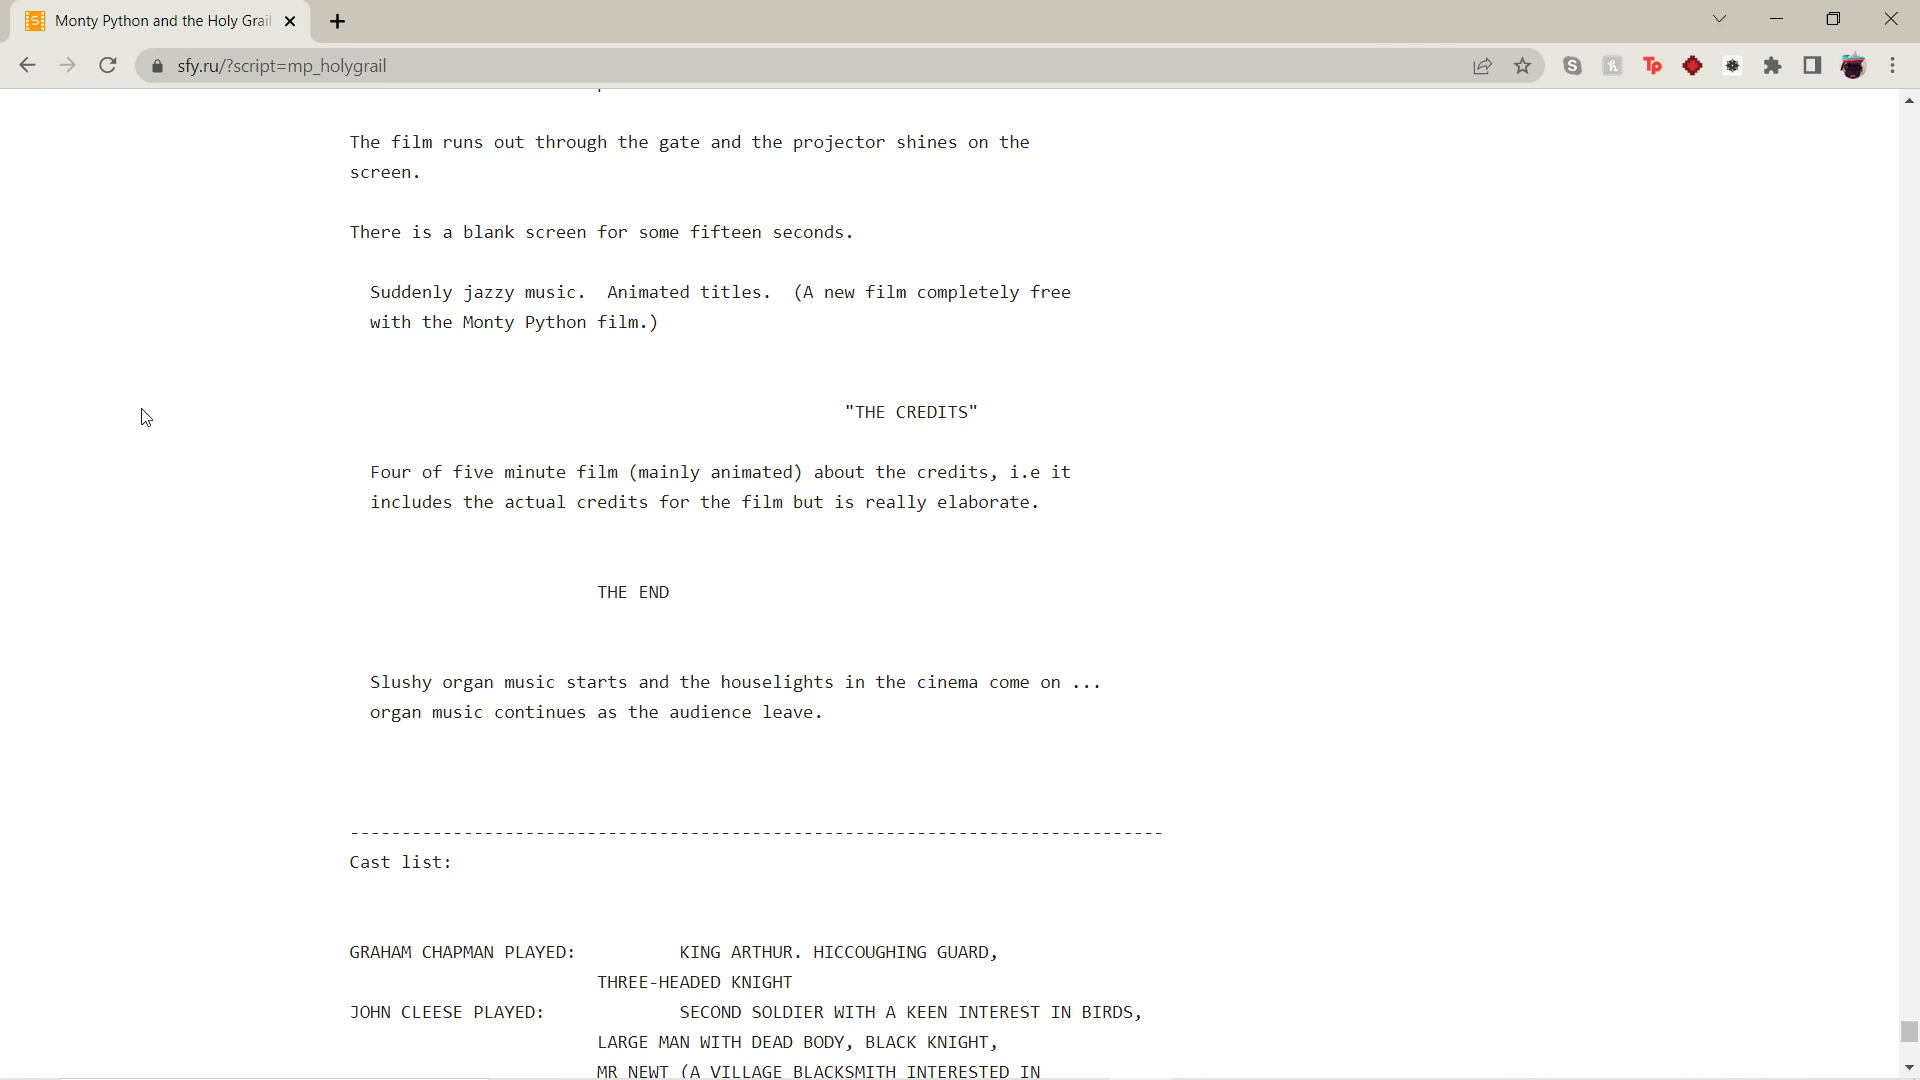 Monty Python and the Holy Grail
sfy.ru/?script=mp_holygrail
The film runs out through the gate and the projector shines on the
screen.
There is a blank screen for some fifteen seconds.
Suddenly jazzy music.  Animated titles.  (A new film completely free
with the Monty Python film.)
"THE CREDITS"
Four of five minute film (mainly animated) about the credits, i.e it
includes the actual credits for the film but is really elaborate.
THE END
Slushy organ music starts and the houselights in the cinema come on ...
organ music continues as the audience leave.
-------------------------------------------------------------------------------
Cast list:
GRAHAM CHAPMAN PLAYED:          KING ARTHUR. HICCOUGHING GUARD,
THREE-HEADED KNIGHT
JOHN CLEESE PLAYED:             SECOND SOLDIER WITH A KEEN INTEREST IN BIRDS,
LARGE MAN WITH DEAD BODY, BLACK KNIGHT,
MR NEWT (A VILLAGE BLACKSMITH INTERESTED IN